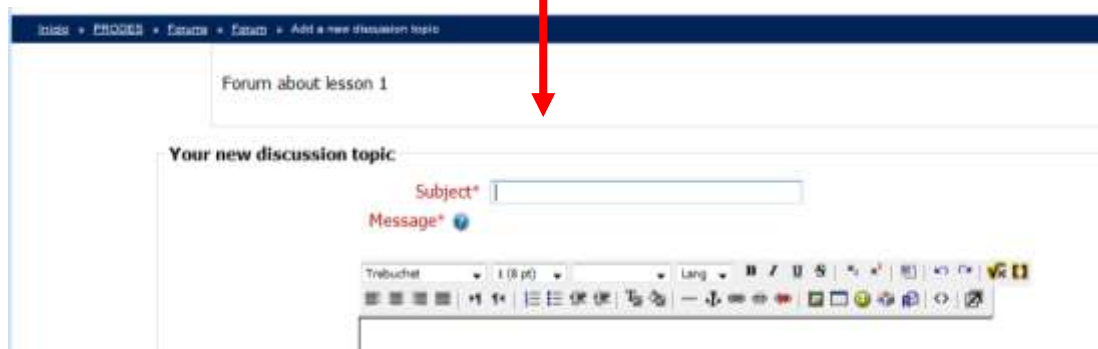 Inicio » PRODES » Forums » Forum » Add a new discussion topic
Forum about lesson 1
Your new discussion topic
Subject*
Message*
Trebuchet 1 (8 pt) Lang B I U S